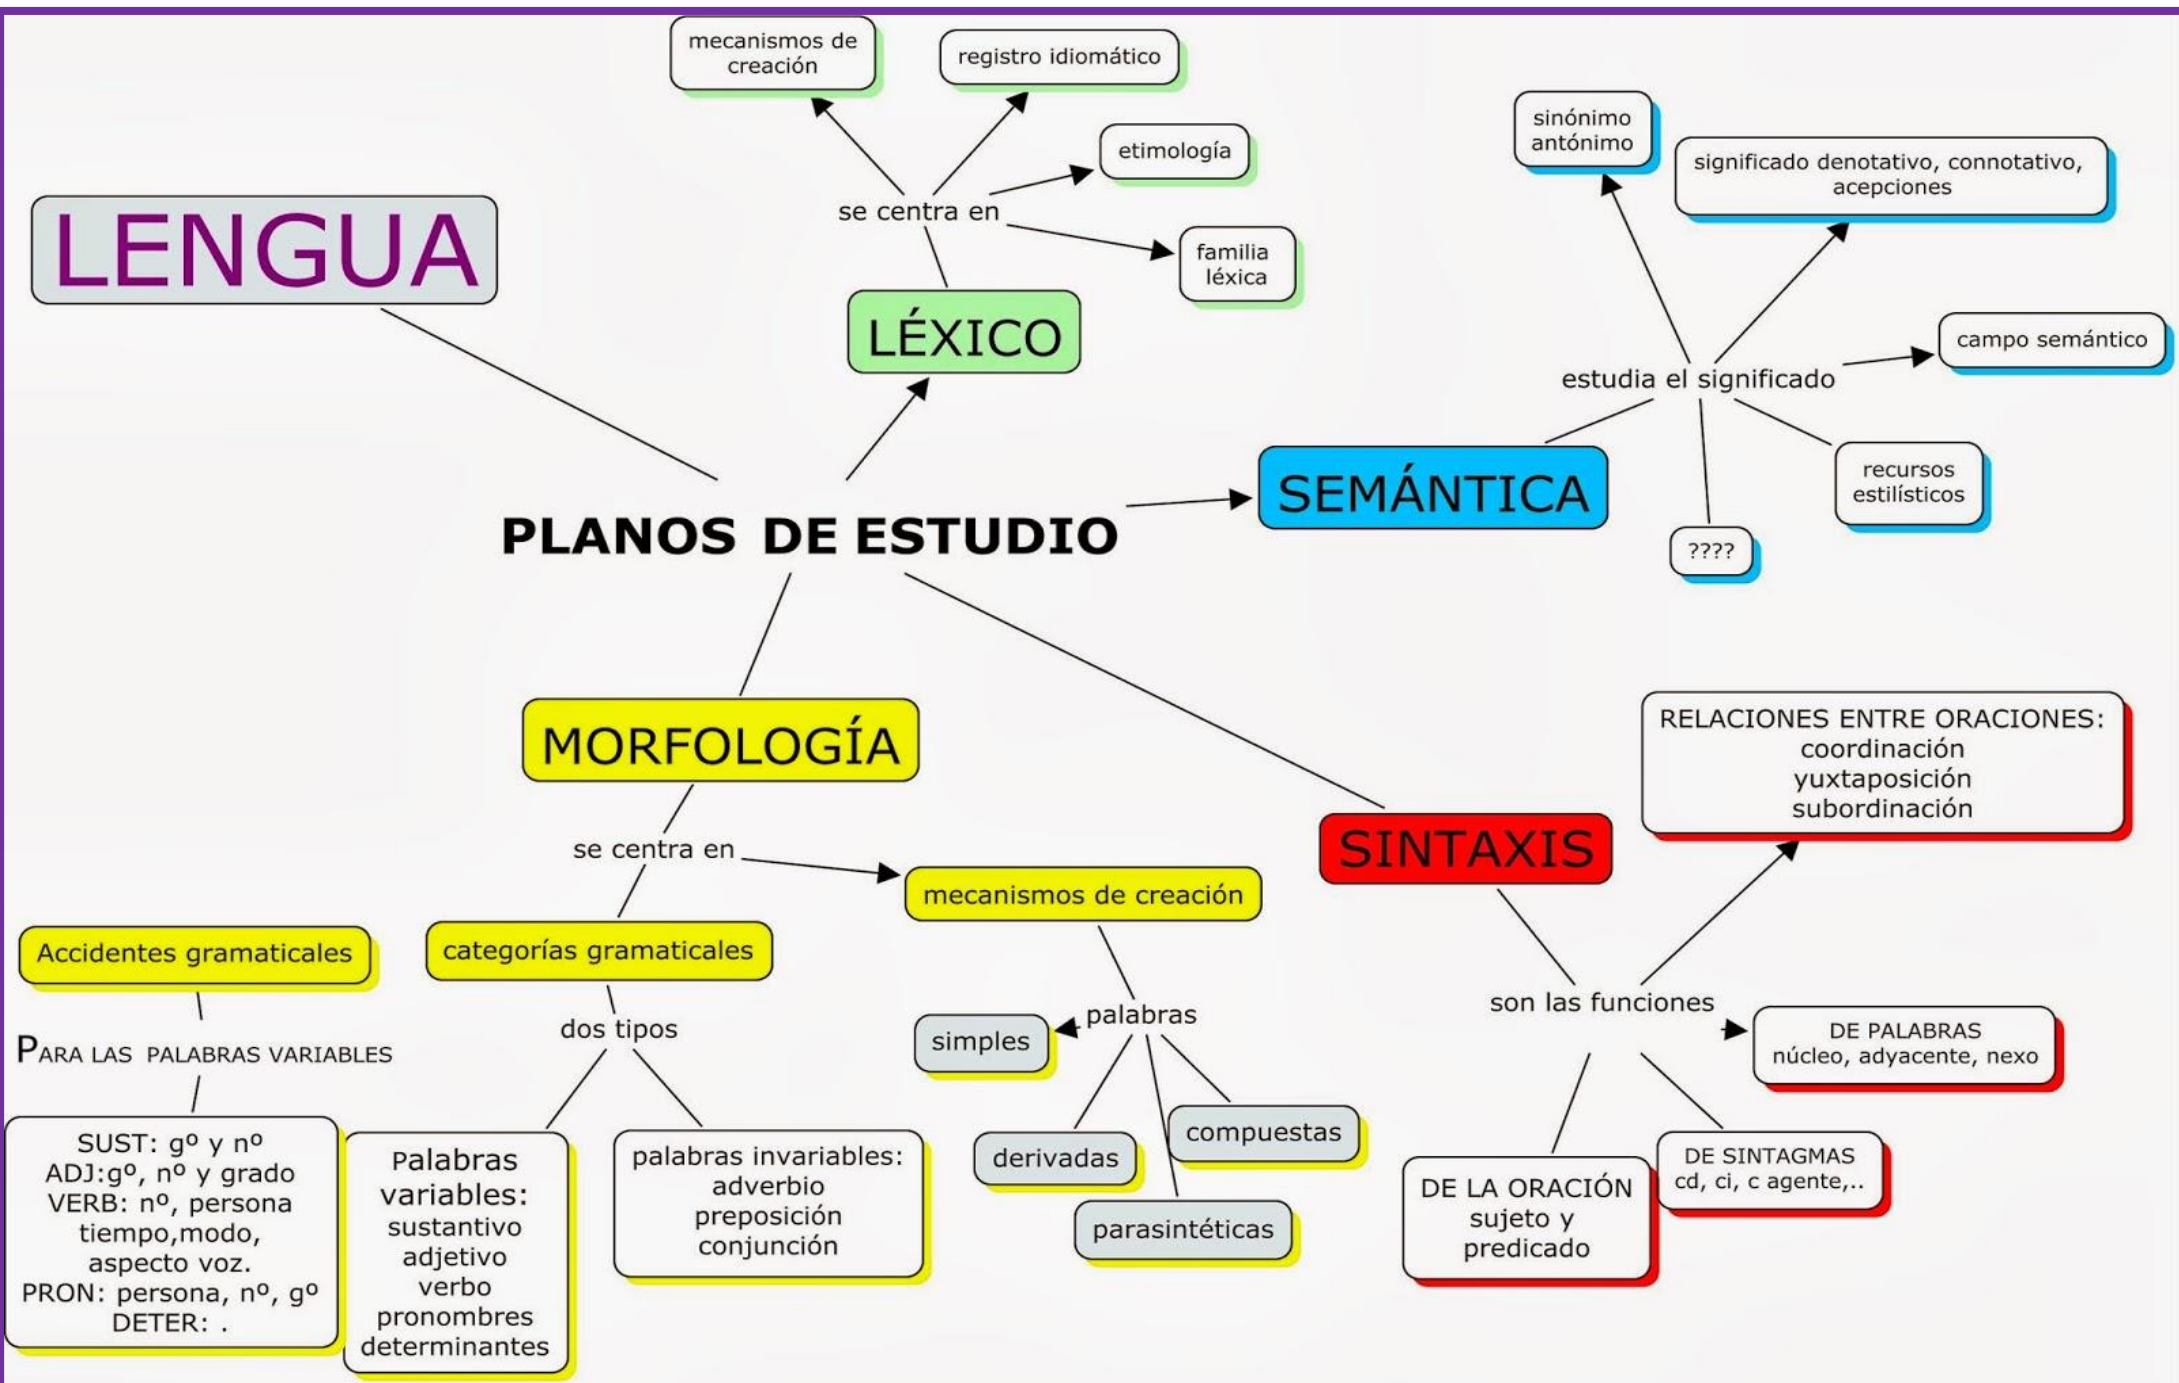 LENGUA
mecanismos de
creación
registro idiomático
etimología
familia
léxica
se centra en
LÉXICO
sinónimo
antónimo
significado denotativo, connotativo,
acepciones
campo semántico
estudia el significado
recursos
estilísticos
????
SEMÁNTICA
PLANOS DE ESTUDIO
MORFOLOGÍA
se centra en
mecanismos de creación
categorías gramaticales
Accidentes gramaticales
PARA LAS PALABRAS VARIABLES
SUST: gº y nº
ADJ:gº, nº y grado
VERB: nº, persona
tiempo,modo,
aspecto voz.
PRON: persona, nº, gº
DETER: .
dos tipos
Palabras
variables:
sustantivo
adjetivo
verbo
pronombres
determinantes
palabras invariables:
adverbio
preposición
conjunción
palabras
simples
derivadas
compuestas
parasintéticas
SINTAXIS
RELACIONES ENTRE ORACIONES:
coordinación
yuxtaposición
subordinación
son las funciones
DE PALABRAS
núcleo, adyacente, nexo
DE SINTAGMAS
cd, ci, c agente,..
DE LA ORACIÓN
sujeto y
predicado